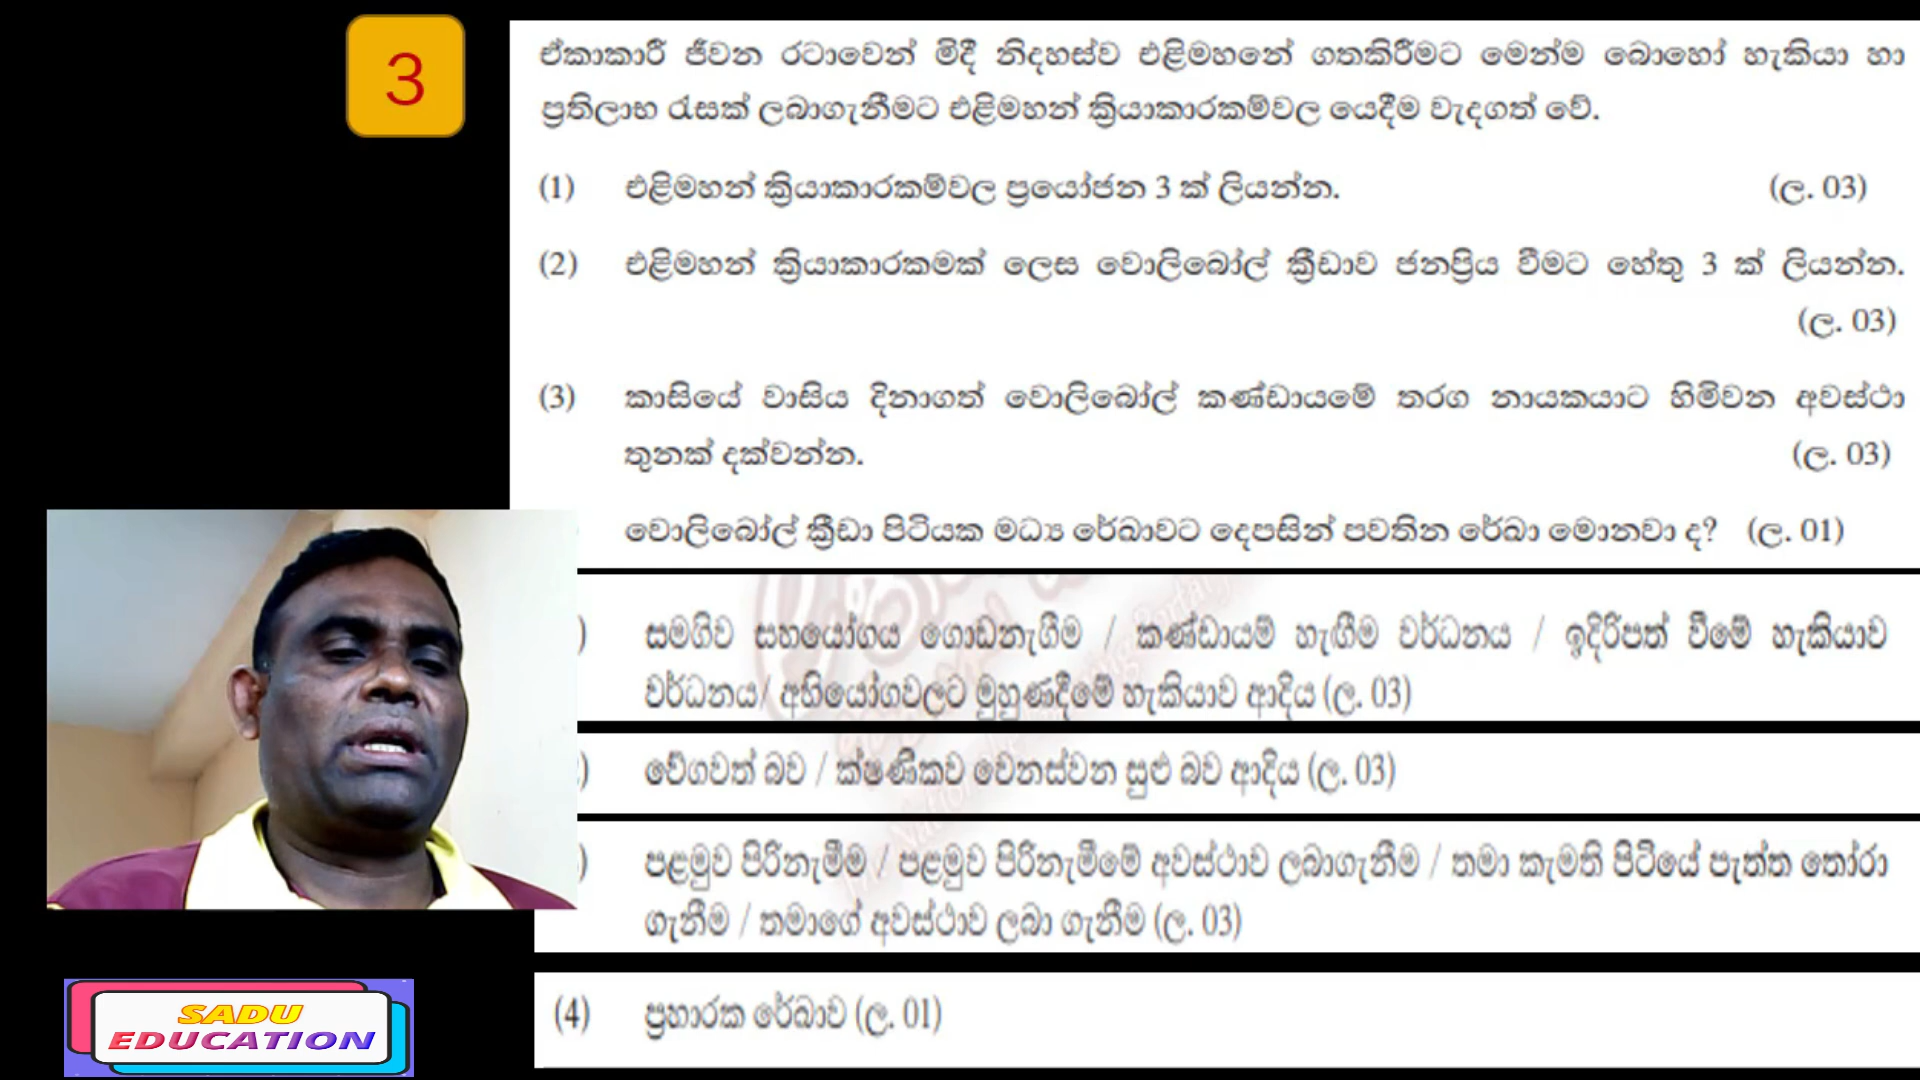 3
ඒකාකාරී ජීවන රටාවෙන් මිදී නිදහස්ව එළිමහනේ ගතකිරීමට මෙන්ම බොහෝ හැකියා හා
ප්‍රතිලාභ රැසක් ලබාගැනීමට එළිමහන් ක්‍රියාකාරකම්වල යෙදීම වැදගත් වේ.
(1) එළිමහන් ක්‍රියාකාරකම්වල ප්‍රයෝජන 3 ක් ලියන්න. (ල. 03)
(2) එළිමහන් ක්‍රියාකාරකමක් ලෙස වොලිබෝල් ක්‍රීඩාව ජනප්‍රිය වීමට හේතු 3 ක් ලියන්න.
(ල. 03)
(3) කාසියේ වාසිය දිනාගත් වොලිබෝල් කණ්ඩායමේ තරග නායකයාට හිමිවන අවස්ථා
තුනක් දක්වන්න. (ල. 03)
වොලිබෝල් ක්‍රීඩා පිටියක මධ්‍ය රේඛාවට දෙපසින් පවතින රේඛා මොනවා ද? (ල. 01)
) සමගිව සහයෝගය ගොඩනැගීම / කණ්ඩායම් හැඟීම වර්ධනය / ඉදිරිපත් වීමේ හැකියාව
වර්ධනය/ අභියෝගවලට මුහුණදීමේ හැකියාව ආදිය (ල. 03)
) වේගවත් බව / ක්ෂණිකව වෙනස්වන සුළු බව ආදිය (ල. 03)
) පළමුව පිරිනැමීම / පළමුව පිරිනැමීමේ අවස්ථාව ලබාගැනීම / තමා කැමති පිටියේ පැත්ත තෝරා
ගැනීම / තමාගේ අවස්ථාව ලබා ගැනීම (ල. 03)
(4) ප්‍රහාරක රේඛාව (ල. 01)
SADU
EDUCATION